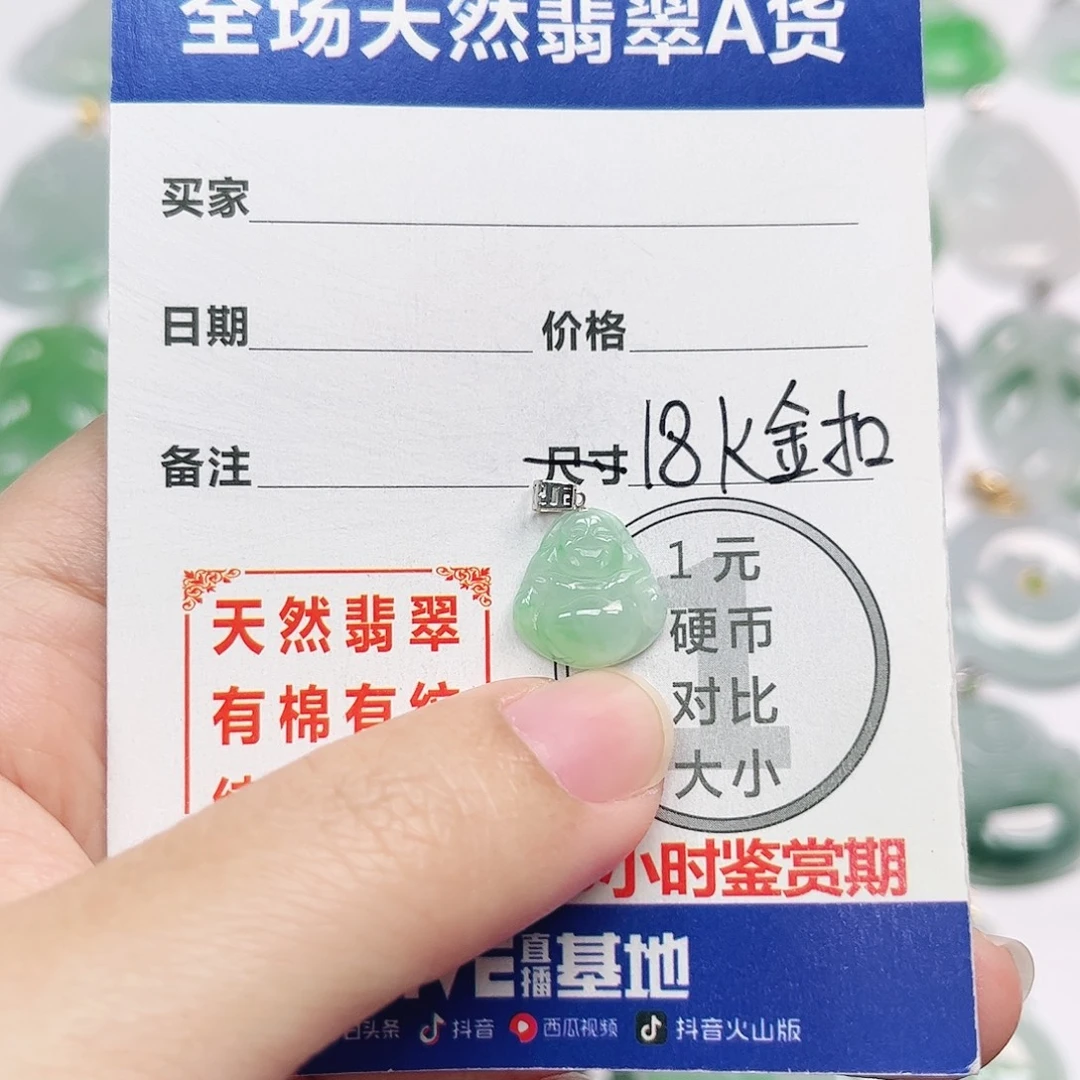 全场天然翡翠A货
买家
日期 价格
备注 尺寸 18K金扣
1元
硬币
对比
大小
天然翡翠
有棉有纹
小时鉴赏期
直播基地
头条 抖音 西瓜视频 抖音火山版